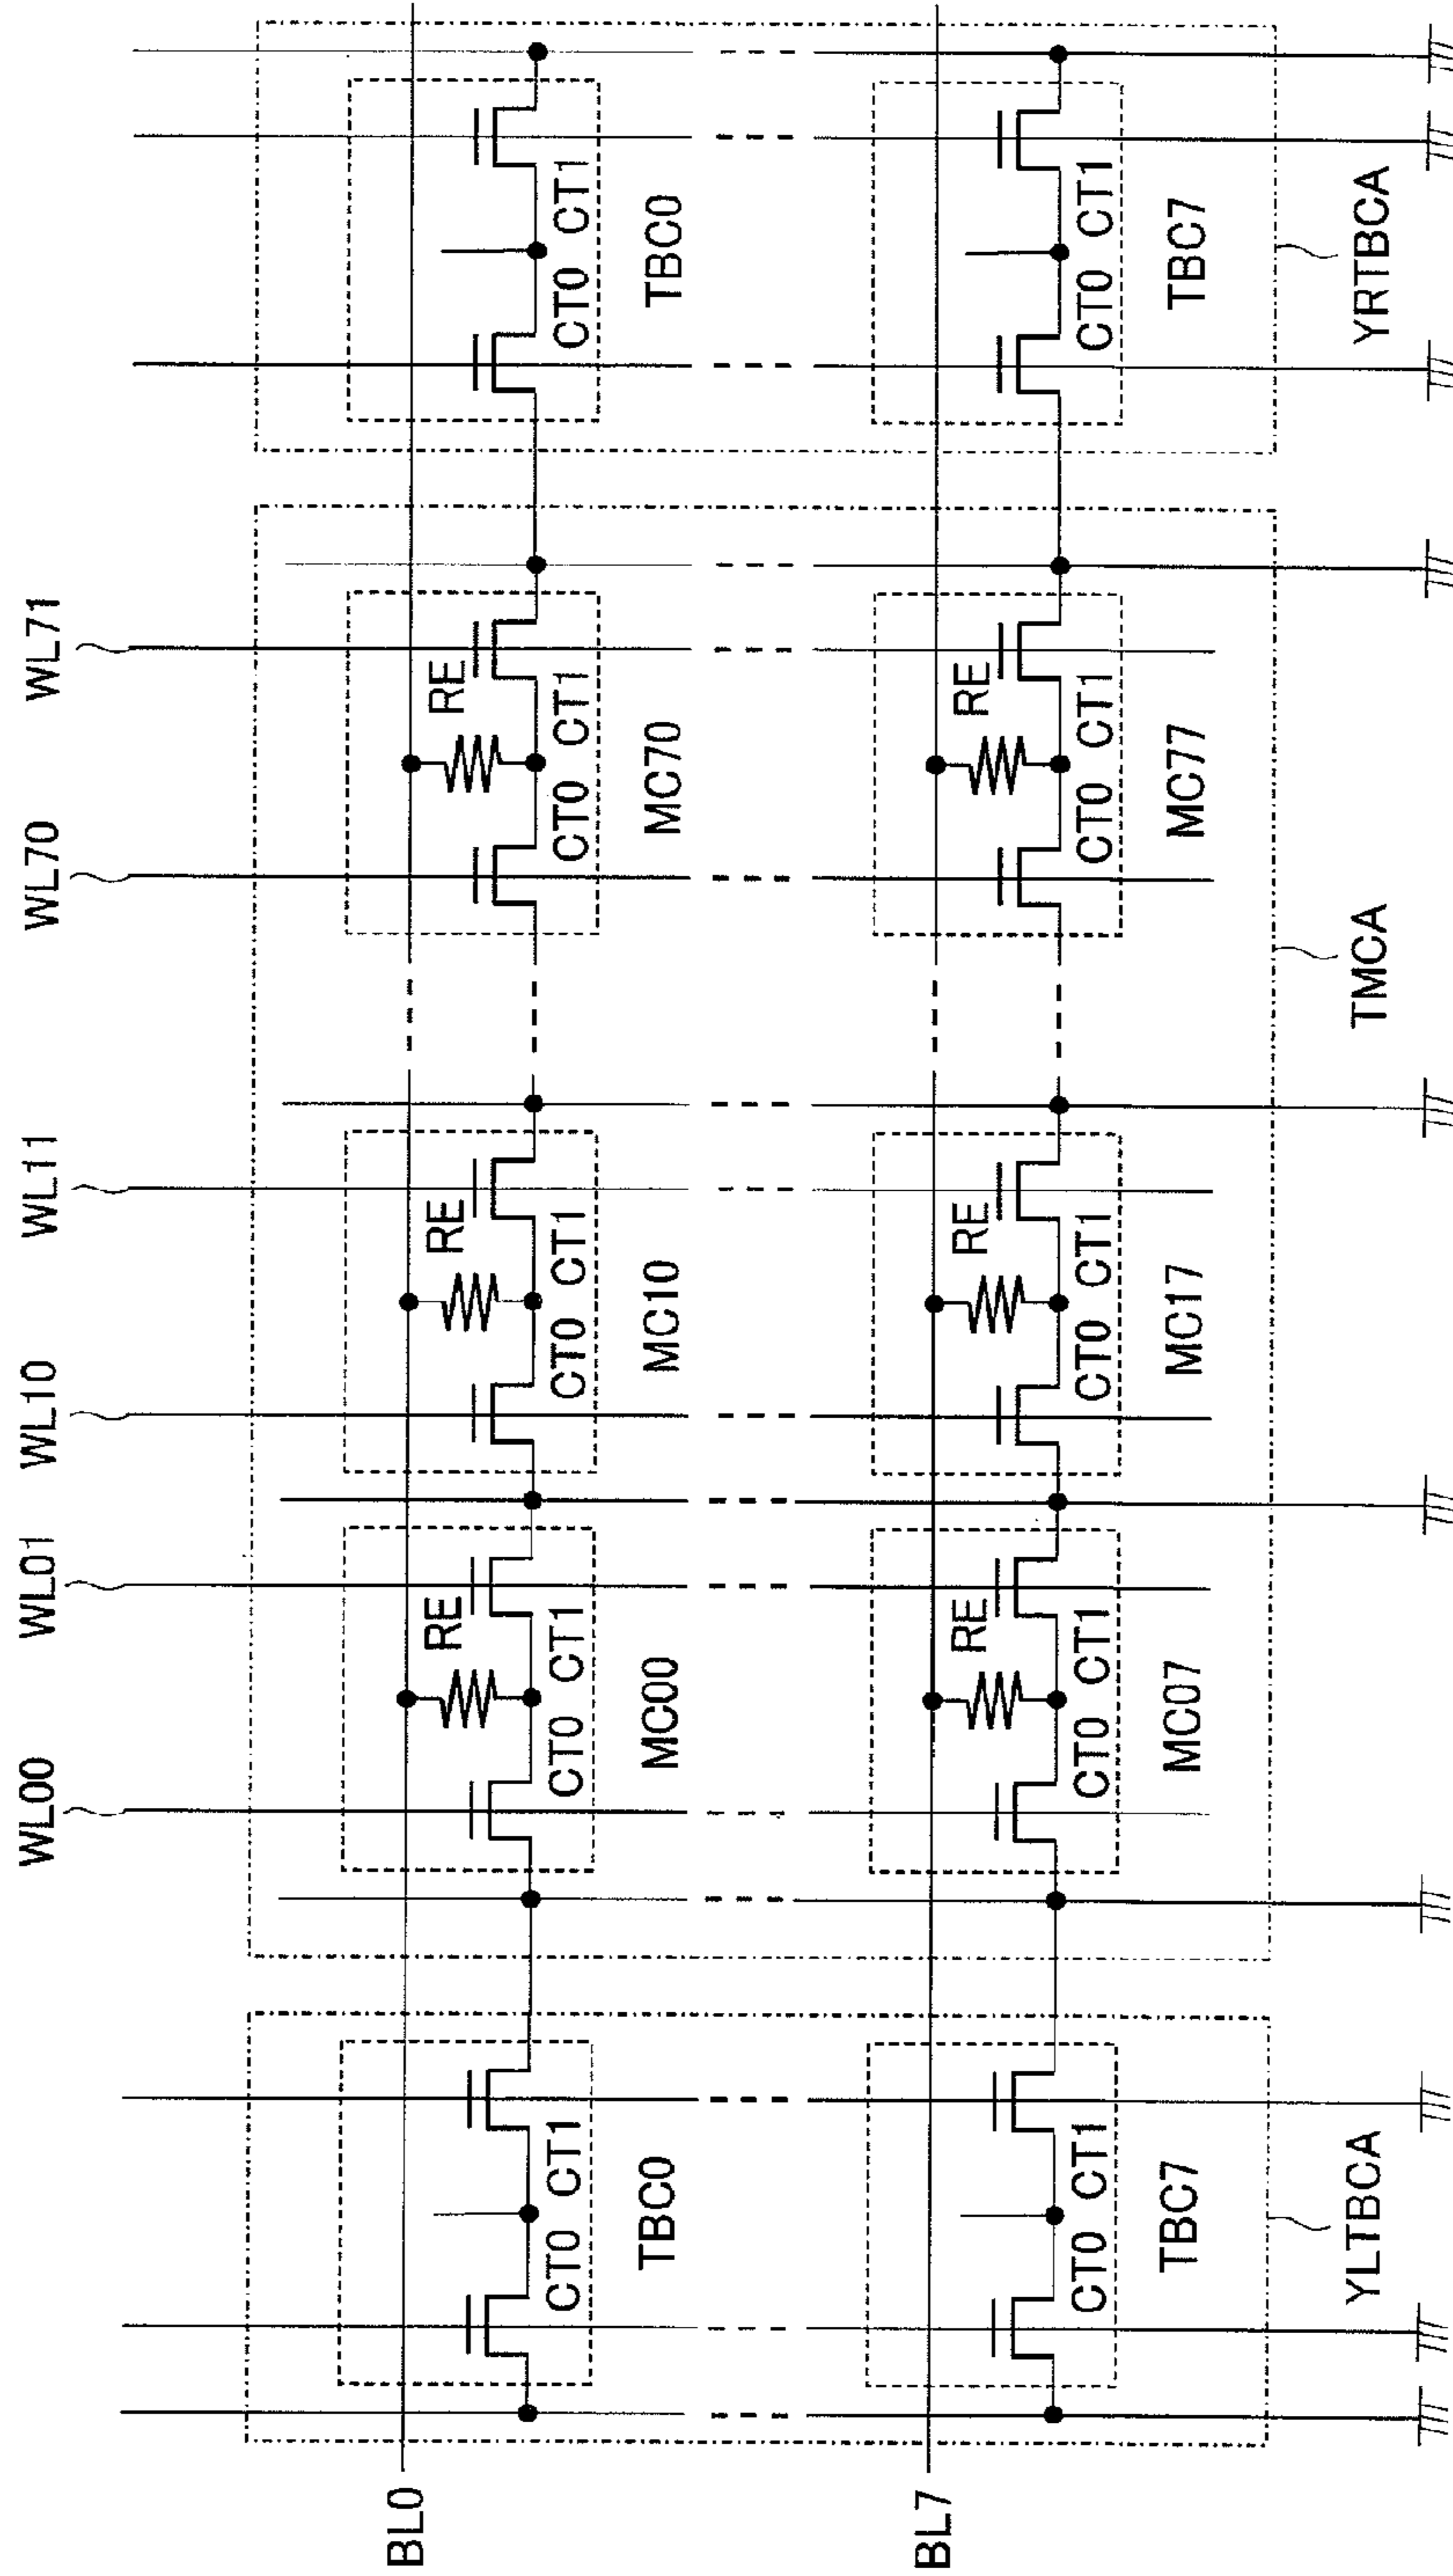 WL00 WL01 WL10 WL11 WL70 WL71
BL0
RE RE RE
CT0 CT1 CT0 CT1 CT0 CT1 CT0 CT1 CT0 CT1
TBC0 MC00 MC10 MC70 TBC0
BL7
RE RE RE
CT0 CT1 CT0 CT1 CT0 CT1 CT0 CT1 CT0 CT1
TBC7 MC07 MC17 MC77 TBC7
YLTBCA TMCA YRTBCA